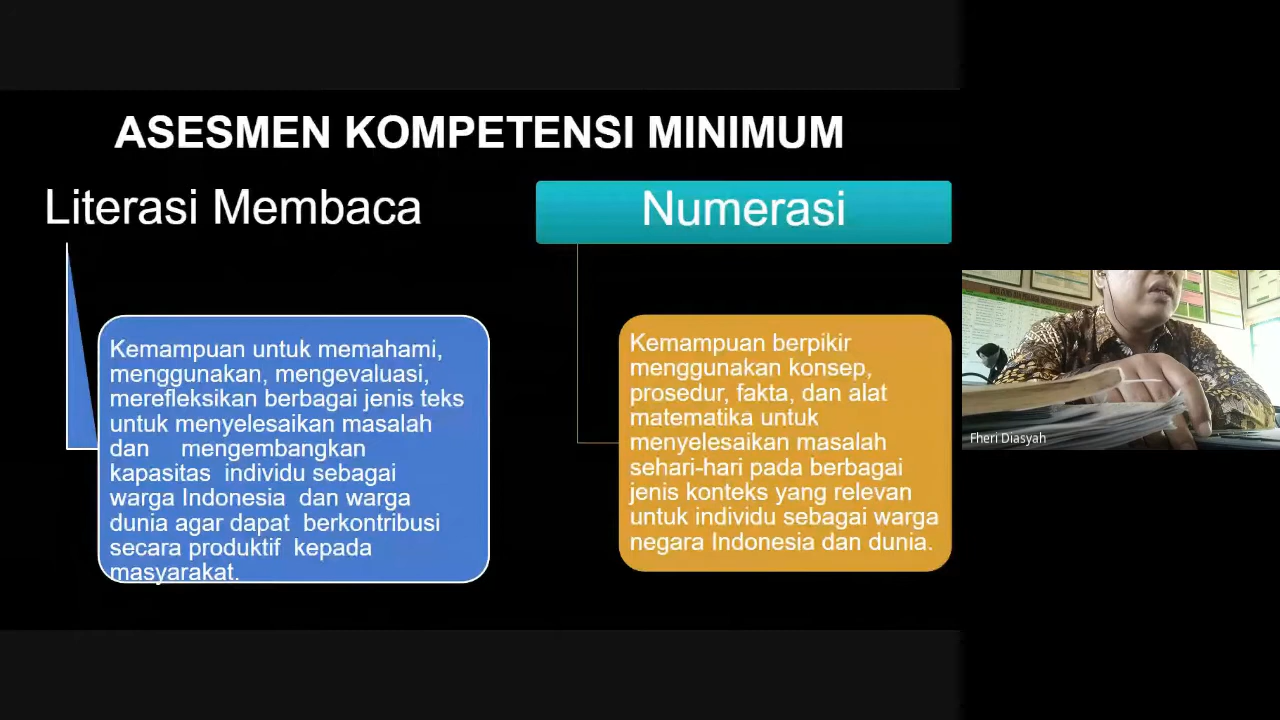 ASESMEN KOMPETENSI MINIMUM
Literasi Membaca
Kemampuan untuk memahami,
menggunakan, mengevaluasi,
merefleksikan berbagai jenis teks
untuk menyelesaikan masalah
dan mengembangkan
kapasitas individu sebagai
warga Indonesia dan warga
dunia agar dapat berkontribusi
secara produktif kepada
masyarakat.
Numerasi
Kemampuan berpikir
menggunakan konsep,
prosedur, fakta, dan alat
matematika untuk
menyelesaikan masalah
sehari-hari pada berbagai
jenis konteks yang relevan
untuk individu sebagai warga
negara Indonesia dan dunia.
Fheri Diasyah